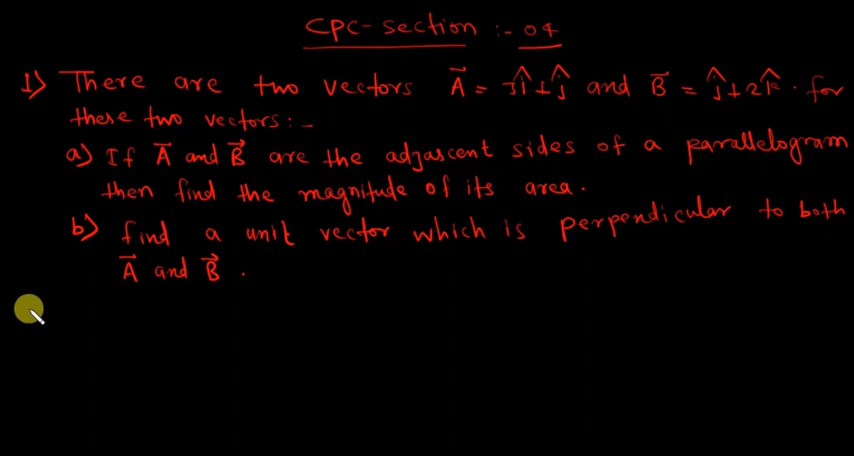 CPC-section :- 04
1) There are two vectors A⃗ = 3î+ĵ and B⃗ = ĵ+2k̂. for
these two vectors:-
a) If A⃗ and B⃗ are the adjascent sides of a parallelogram
then find the magnitude of its area.
b) find a unit vector which is perpendicular to both
A⃗ and B⃗.